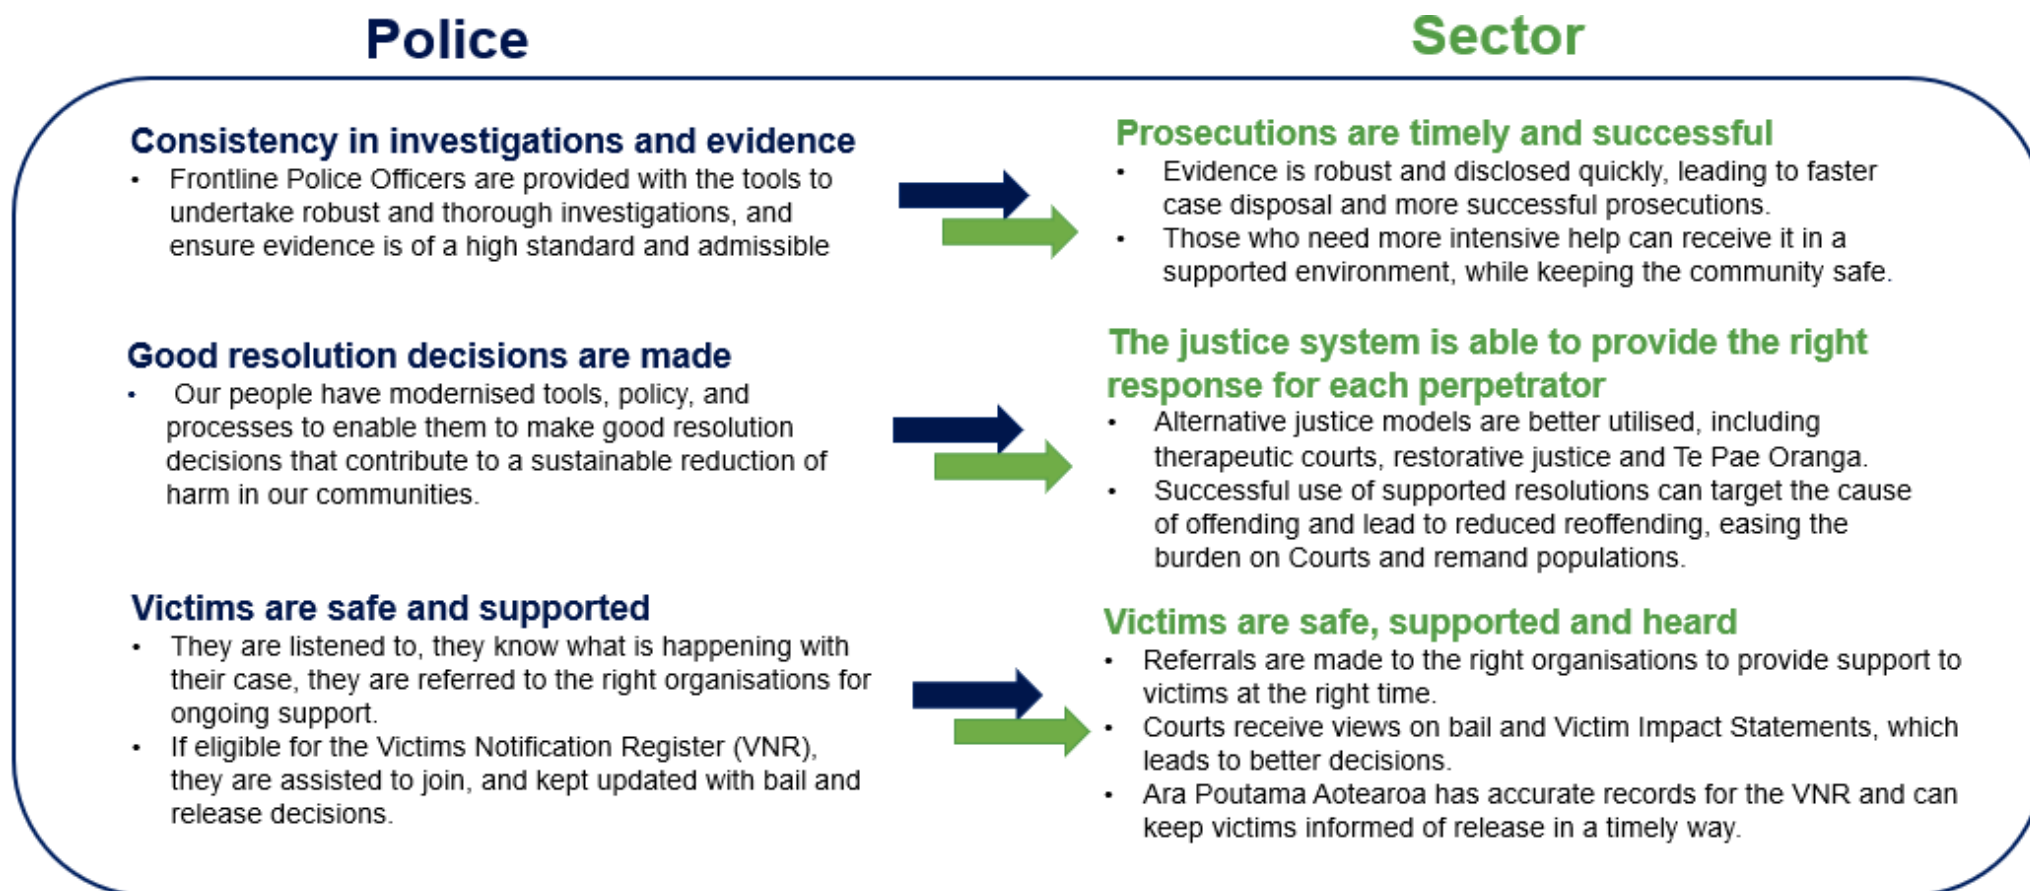 Police
Consistency in investigations and evidence
• Frontline Police Officers are provided with the tools to
undertake robust and thorough investigations, and
ensure evidence is of a high standard and admissible
Good resolution decisions are made
• Our people have modernised tools, policy, and
processes to enable them to make good resolution
decisions that contribute to a sustainable reduction of
harm in our communities.
Victims are safe and supported
• They are listened to, they know what is happening with
their case, they are referred to the right organisations for
ongoing support.
• If eligible for the Victims Notification Register (VNR),
they are assisted to join, and kept updated with bail and
release decisions.
Sector
Prosecutions are timely and successful
• Evidence is robust and disclosed quickly, leading to faster
case disposal and more successful prosecutions.
• Those who need more intensive help can receive it in a
supported environment, while keeping the community safe.
The justice system is able to provide the right
response for each perpetrator
• Alternative justice models are better utilised, including
therapeutic courts, restorative justice and Te Pae Oranga.
• Successful use of supported resolutions can target the cause
of offending and lead to reduced reoffending, easing the
burden on Courts and remand populations.
Victims are safe, supported and heard
• Referrals are made to the right organisations to provide support to
victims at the right time.
• Courts receive views on bail and Victim Impact Statements, which
leads to better decisions.
• Ara Poutama Aotearoa has accurate records for the VNR and can
keep victims informed of release in a timely way.